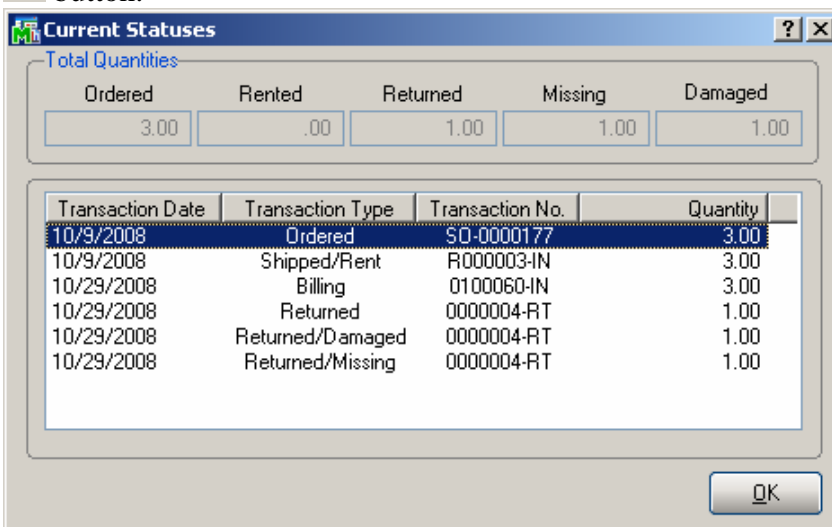 button.
Current Statuses
Total Quantities
Ordered Rented Returned Missing Damaged
3.00 .00 1.00 1.00 1.00
Transaction Date Transaction Type Transaction No. Quantity
10/9/2008 Ordered SO-0000177 3.00
10/9/2008 Shipped/Rent R000003-IN 3.00
10/29/2008 Billing 0100060-IN 3.00
10/29/2008 Returned 0000004-RT 1.00
10/29/2008 Returned/Damaged 0000004-RT 1.00
10/29/2008 Returned/Missing 0000004-RT 1.00
OK